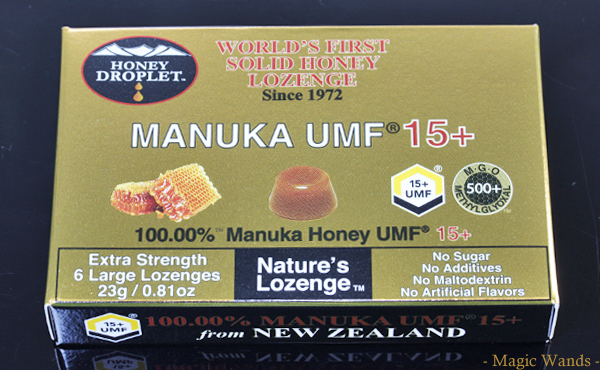 HONEY
DROPLET™
WORLD'S FIRST
SOLID HONEY
LOZENGE
Since 1972
MANUKA UMF® 15+
15+
UMF®
M·G·O
500+
METHYLGLYOXAL™
100.00%™ Manuka Honey UMF® 15+
Extra Strength
6 Large Lozenges
23g / 0.81oz
Nature's
Lozenge™
No Sugar
No Additives
No Maltodextrin
No Artificial Flavors
15+
UMF®
100.00% MANUKA UMF® 15+
from NEW ZEALAND
- Magic Wands -